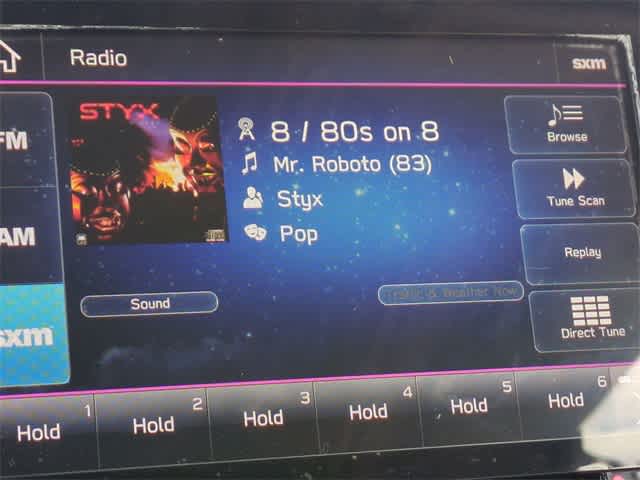 Radio
sxm
STYX
FM
8 / 80s on 8
Browse
Mr. Roboto (83)
Styx
Tune Scan
AM
Pop
Replay
Sound
Traffic & Weather Now
sxm
Direct Tune
1
2
3
4
5
6
Hold
Hold
Hold
Hold
Hold
Hold